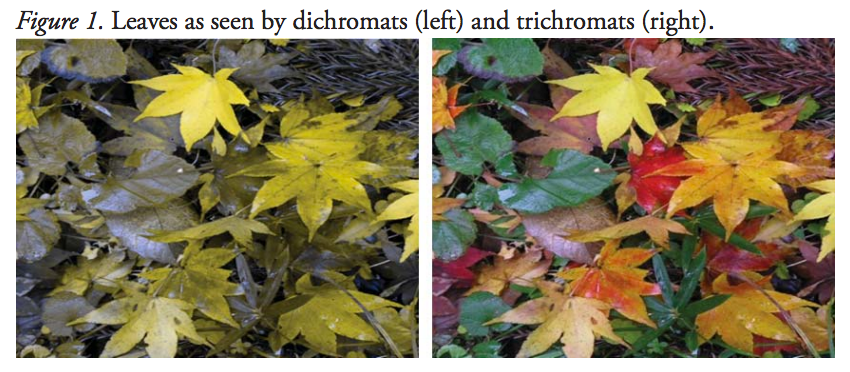 Figure 1. Leaves as seen by dichromats (left) and trichromats (right).